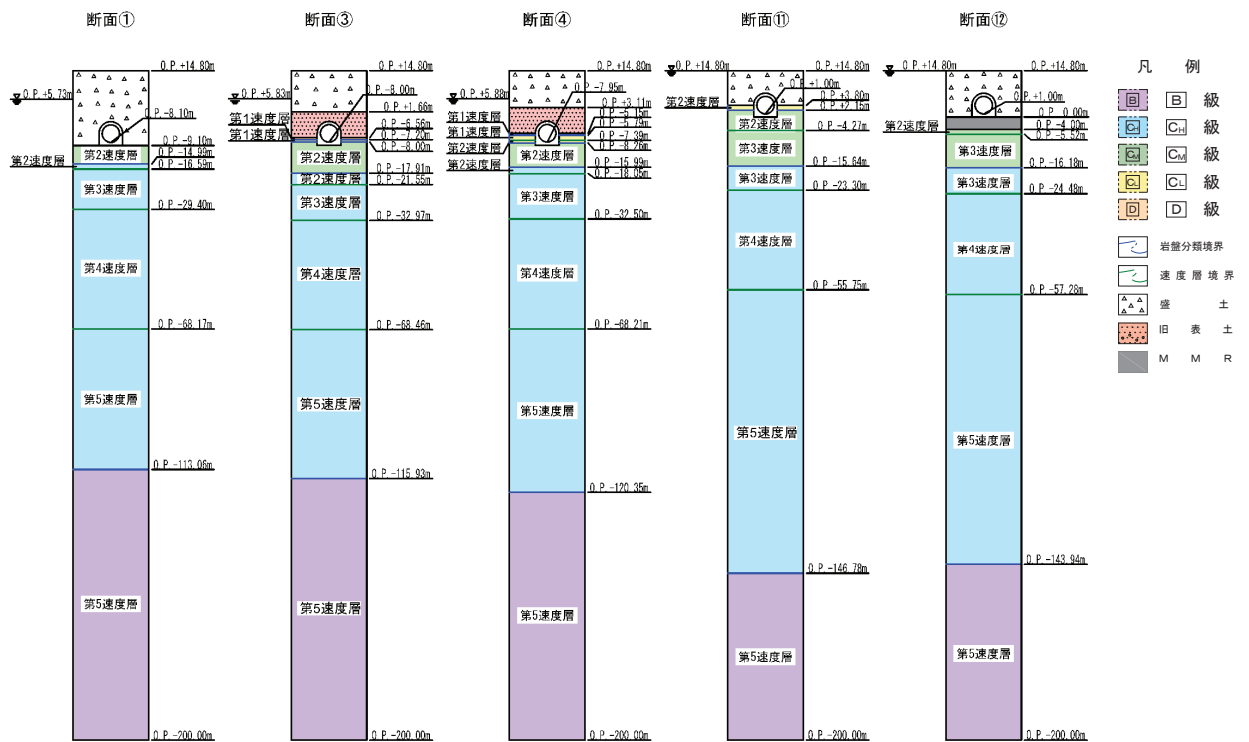 断面①
O.P.+14.80m
O.P.+5.73m
O.P.-8.10m
O.P.-9.10m
第2速度層
O.P.-14.99m
第2速度層
O.P.-16.59m
第3速度層
O.P.-29.40m
第4速度層
O.P.-68.17m
第5速度層
O.P.-113.06m
第5速度層
O.P.-200.00m
断面③
O.P.+14.80m
O.P.+5.83m
O.P.-8.00m
O.P.+1.66m
第1速度層
O.P.-6.56m
第1速度層
O.P.-7.20m
O.P.-8.00m
第2速度層
O.P.-17.91m
第2速度層
O.P.-21.55m
第3速度層
O.P.-32.97m
第4速度層
O.P.-68.46m
第5速度層
O.P.-115.93m
第5速度層
O.P.-200.00m
断面④
O.P.+14.80m
O.P.+5.88m
O.P.-7.95m
O.P.+3.11m
第1速度層
O.P.-5.15m
第1速度層
O.P.-5.79m
第2速度層
O.P.-7.39m
O.P.-8.26m
第2速度層
第2速度層
O.P.-15.99m
O.P.-18.05m
第3速度層
O.P.-32.50m
第4速度層
O.P.-68.21m
第5速度層
O.P.-120.35m
第5速度層
O.P.-200.00m
断面⑪
O.P.+14.80m
O.P.+14.80m
O.P.+1.00m
第2速度層
O.P.+3.80m
O.P.+2.15m
第2速度層
O.P.-4.27m
第3速度層
O.P.-15.64m
第3速度層
O.P.-23.30m
第4速度層
O.P.-55.75m
第5速度層
O.P.-146.78m
第5速度層
O.P.-200.00m
断面⑫
O.P.+14.80m
O.P.+14.80m
O.P.+1.00m
O.P. 0.00m
第2速度層
O.P.-4.00m
O.P.-5.52m
第3速度層
O.P.-16.18m
第3速度層
O.P.-24.48m
第4速度層
O.P.-57.28m
第5速度層
O.P.-143.94m
第5速度層
O.P.-200.00m
凡 例
B B 級
CH CH 級
CM CM 級
CL CL 級
D D 級
岩盤分類境界
速度層境界
盛 土
旧表土
MMR